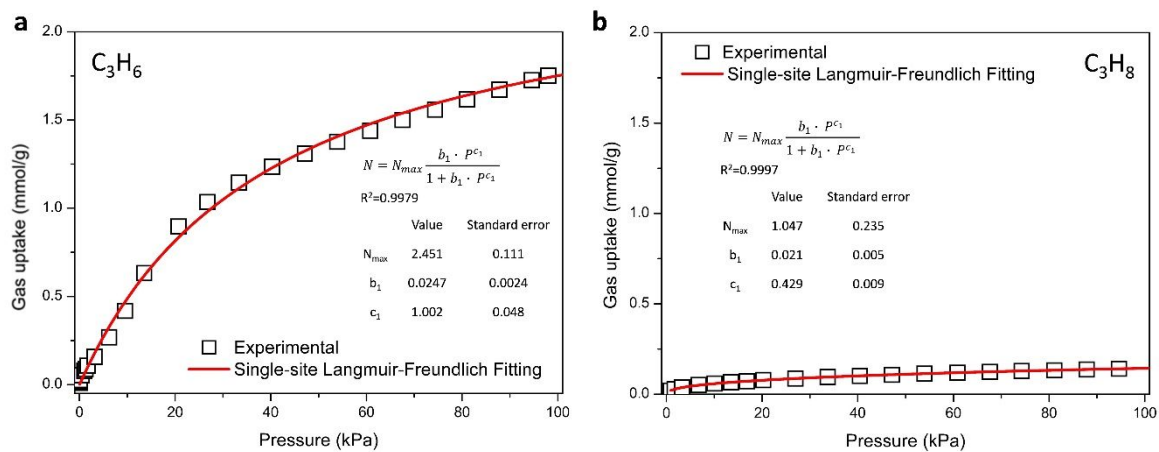 a
C₃H₆
2.0
1.5
1.0
0.5
0.0
Gas uptake (mmol/g)
N = Nₘₐₓ (b₁ · P^c₁) / (1 + b₁ · P^c₁)
R²=0.9979
Value Standard error
Nₘₐₓ 2.451 0.111
b₁ 0.0247 0.0024
c₁ 1.002 0.048
Experimental
Single-site Langmuir-Freundlich Fitting
0 20 40 60 80 100
Pressure (kPa)
b
C₃H₈
2.0
1.5
1.0
0.5
0.0
Gas uptake (mmol/g)
Experimental
Single-site Langmuir-Freundlich Fitting
N = Nₘₐₓ (b₁ · P^c₁) / (1 + b₁ · P^c₁)
R²=0.9997
Value Standard error
Nₘₐₓ 1.047 0.235
b₁ 0.021 0.005
c₁ 0.429 0.009
0 20 40 60 80 100
Pressure (kPa)